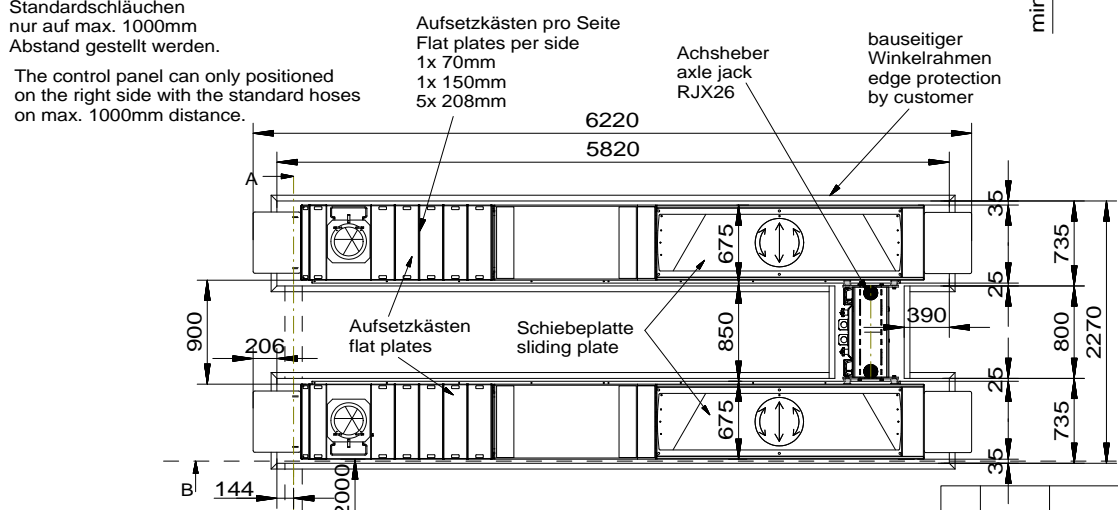 Standardschläuchen
nur auf max. 1000mm
Abstand gestellt werden.
The control panel can only positioned
on the right side with the standard hoses
on max. 1000mm distance.
Aufsetzkästen pro Seite
Flat plates per side
1x 70mm
1x 150mm
5x 208mm
Achsheber
axle jack
RJX26
bauseitiger
Winkelrahmen
edge protection
by customer
min
6220
5820
A
35
675
735
25
900
206
Aufsetzkästen
flat plates
Schiebeplatte
sliding plate
850
390
800
2270
25
675
735
35
B
144
2000